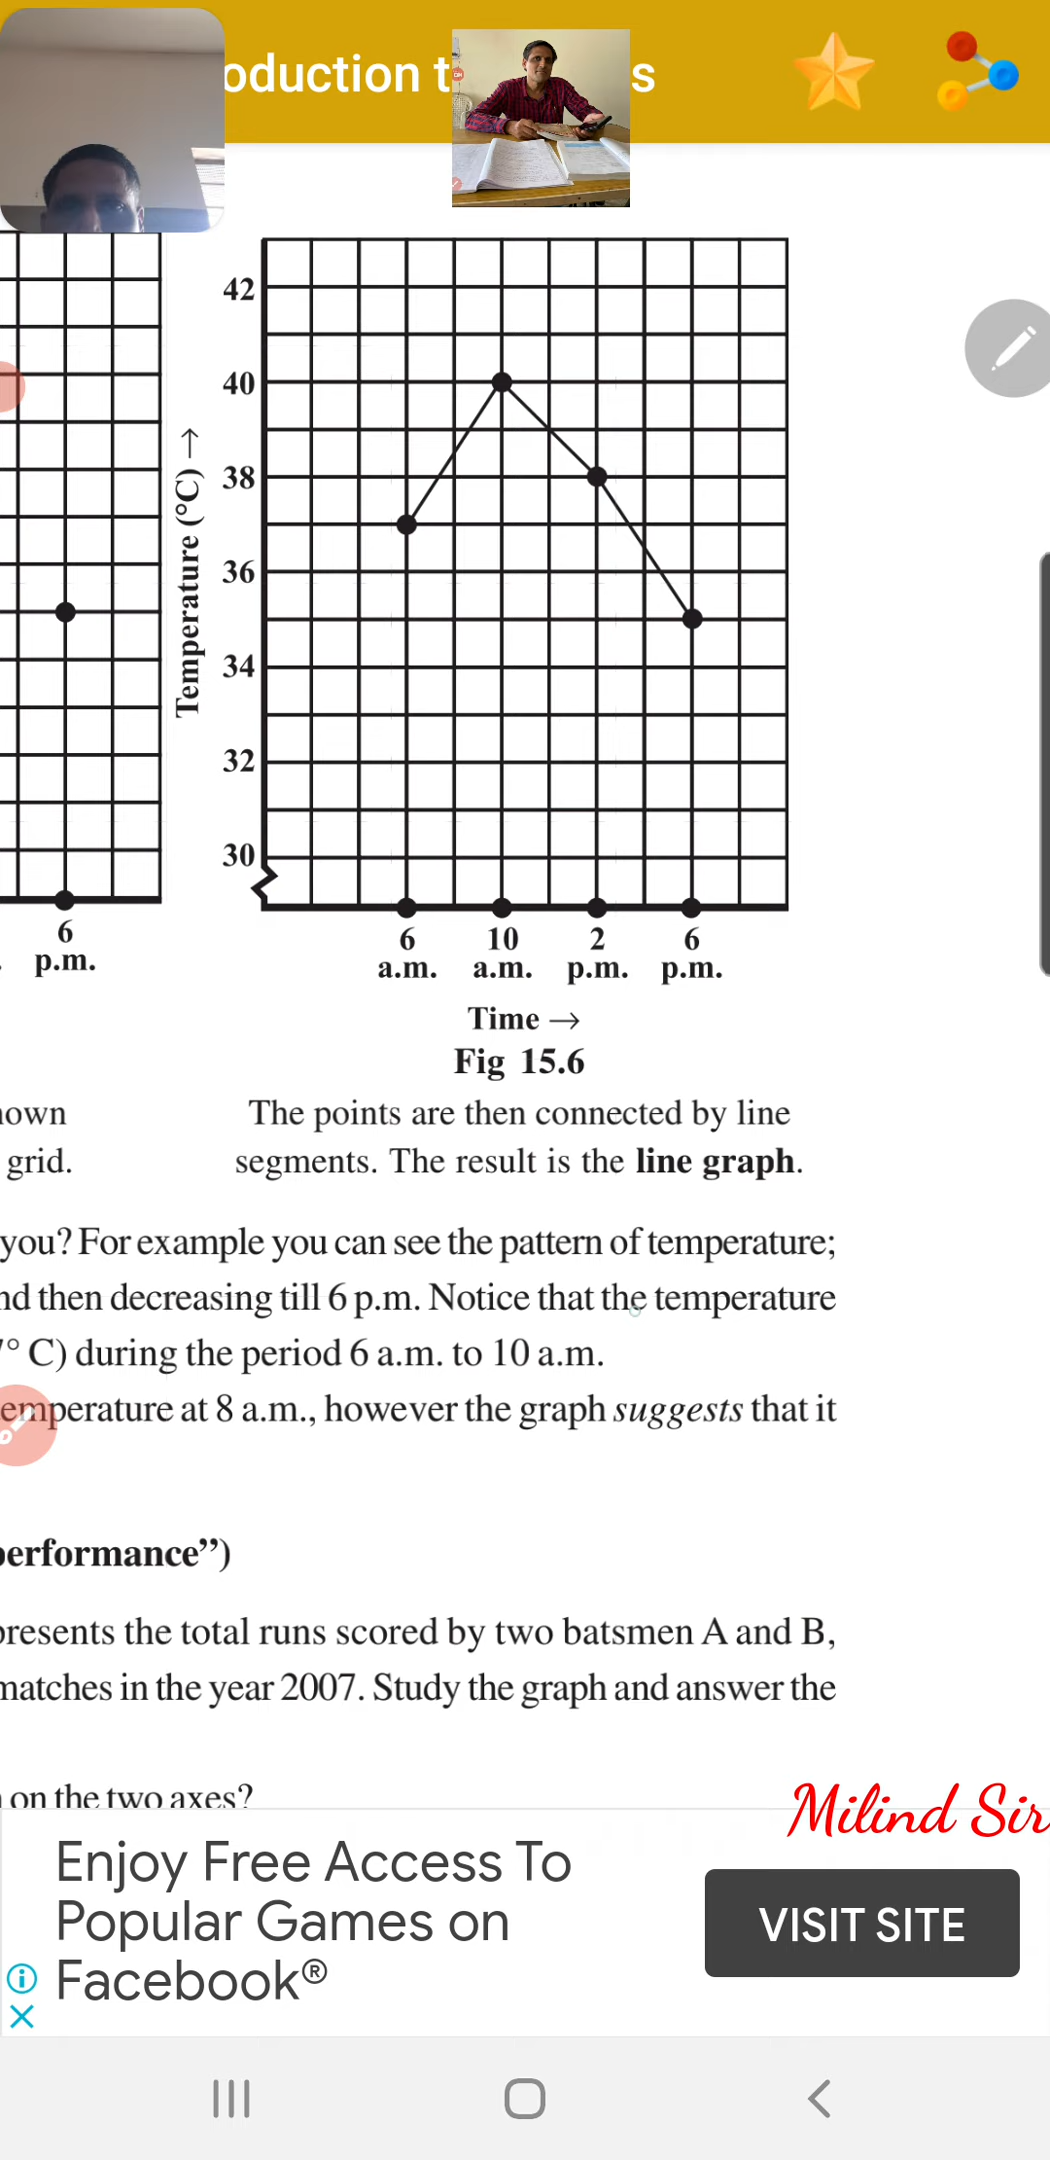 oduction t
s
42
40
38
36
34
32
30
Temperature (°C) →
6
p.m.
6 10 2 6
a.m. a.m. p.m. p.m.
Time →
Fig 15.6
The points are then connected by line
grid. segments. The result is the line graph.
you? For example you can see the pattern of temperature;
then decreasing till 6 p.m. Notice that the temperature
° C) during the period 6 a.m. to 10 a.m.
emperature at 8 a.m., however the graph suggests that it
performance”)
presents the total runs scored by two batsmen A and B,
matches in the year 2007. Study the graph and answer the
on the two axes?
Milind Sir
Enjoy Free Access To
Popular Games on
Facebook®
VISIT SITE